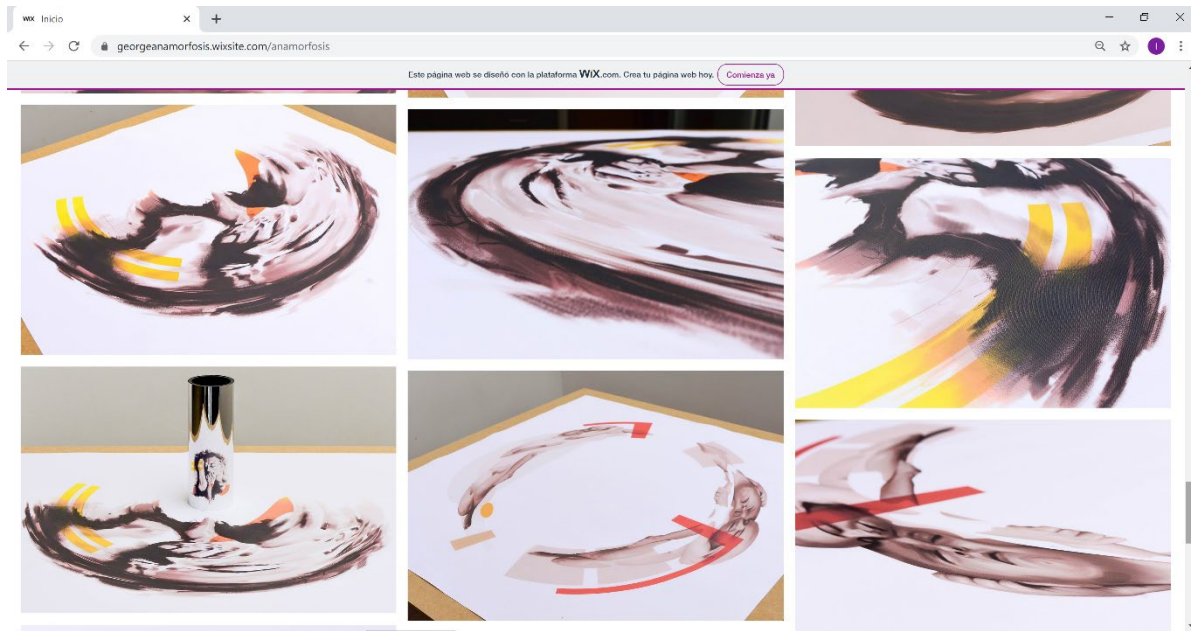 WiX Inicio
georgeanamorfosis.wixsite.com/anamorfosis
Este página web se diseñó con la plataforma WiX.com. Crea tu página web hoy. Comienza ya
I